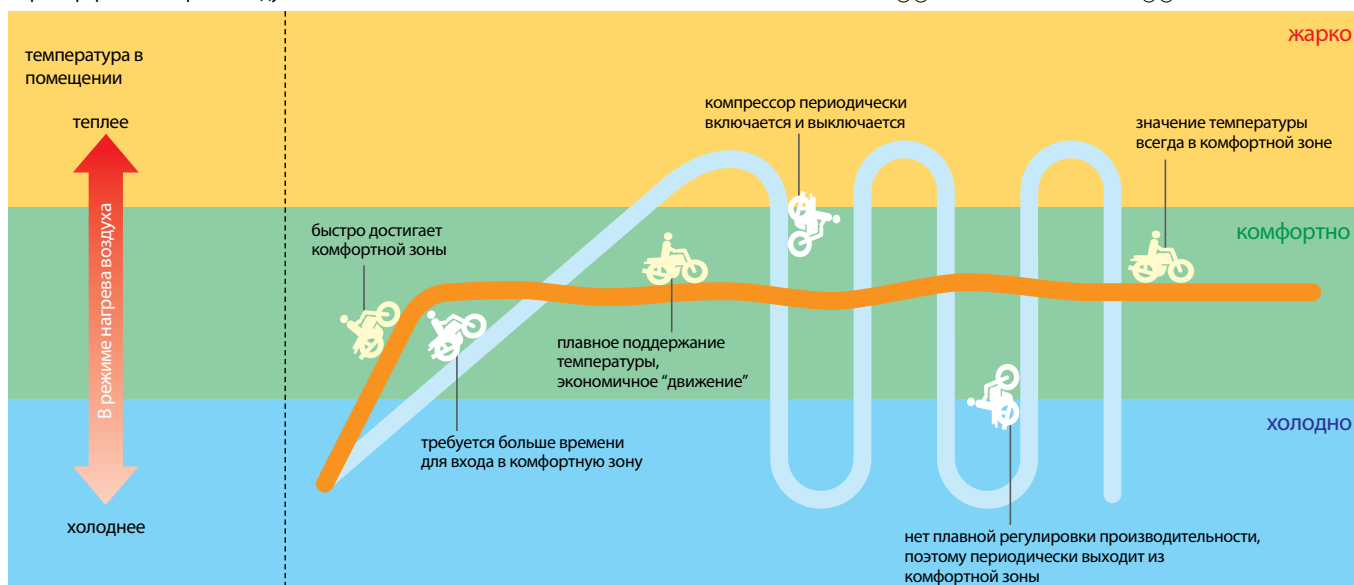 жарко
температура в
помещении
теплее
компрессор периодически
включается и выключается
значение температуры
всегда в комфортной зоне
быстро достигает
комфортной зоны
комфортно
В режиме нагрева воздуха
плавное поддержание
температуры,
экономичное “движение”
холодно
требуется больше времени
для входа в комфортную зону
холоднее
нет плавной регулировки производительности,
поэтому периодически выходит из
комфортной зоны